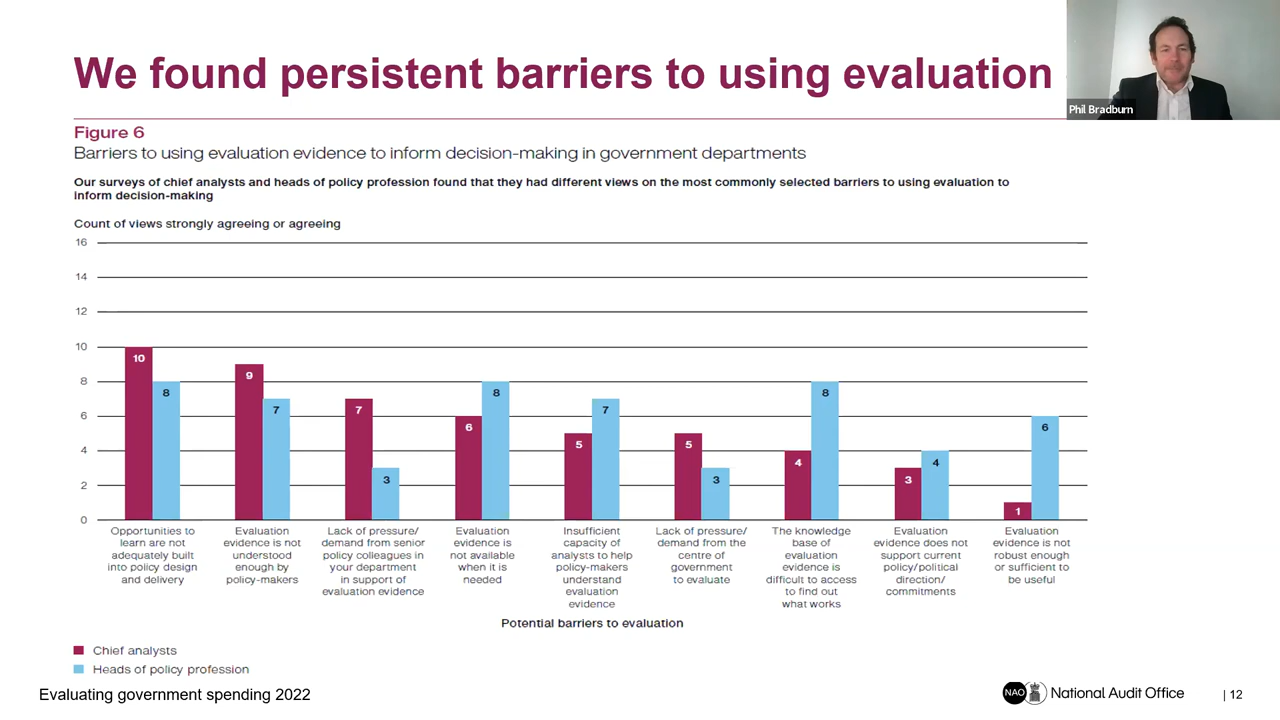 We found persistent barriers to using evaluation
Phil Bradburn
Figure 6
Barriers to using evaluation evidence to inform decision-making in government departments
Our surveys of chief analysts and heads of policy profession found that they had different views on the most commonly selected barriers to using evaluation to
inform decision-making
Count of views strongly agreeing or agreeing
16
14
12
10
8
6
4
2
0
10
8
9
7
7
3
6
8
5
7
5
3
4
8
3
4
1
6
Opportunities to
learn are not
adequately built
into policy design
and delivery
Evaluation
evidence is not
understood
enough by
policy-makers
Lack of pressure/
demand from senior
policy colleagues in
your department
in support of
evaluation evidence
Evaluation
evidence is
not available
when it is
needed
Insufficient
capacity of
analysts to help
policy-makers
understand
evaluation
evidence
Lack of pressure/
demand from the
centre of
government
to evaluate
The knowledge
base of
evaluation
evidence is
difficult to access
to find out
what works
Evaluation
evidence does not
support current
policy/political
direction/
commitments
Evaluation
evidence is not
robust enough
or sufficient to
be useful
Potential barriers to evaluation
Chief analysts
Heads of policy profession
Evaluating government spending 2022
NAO National Audit Office
| 12